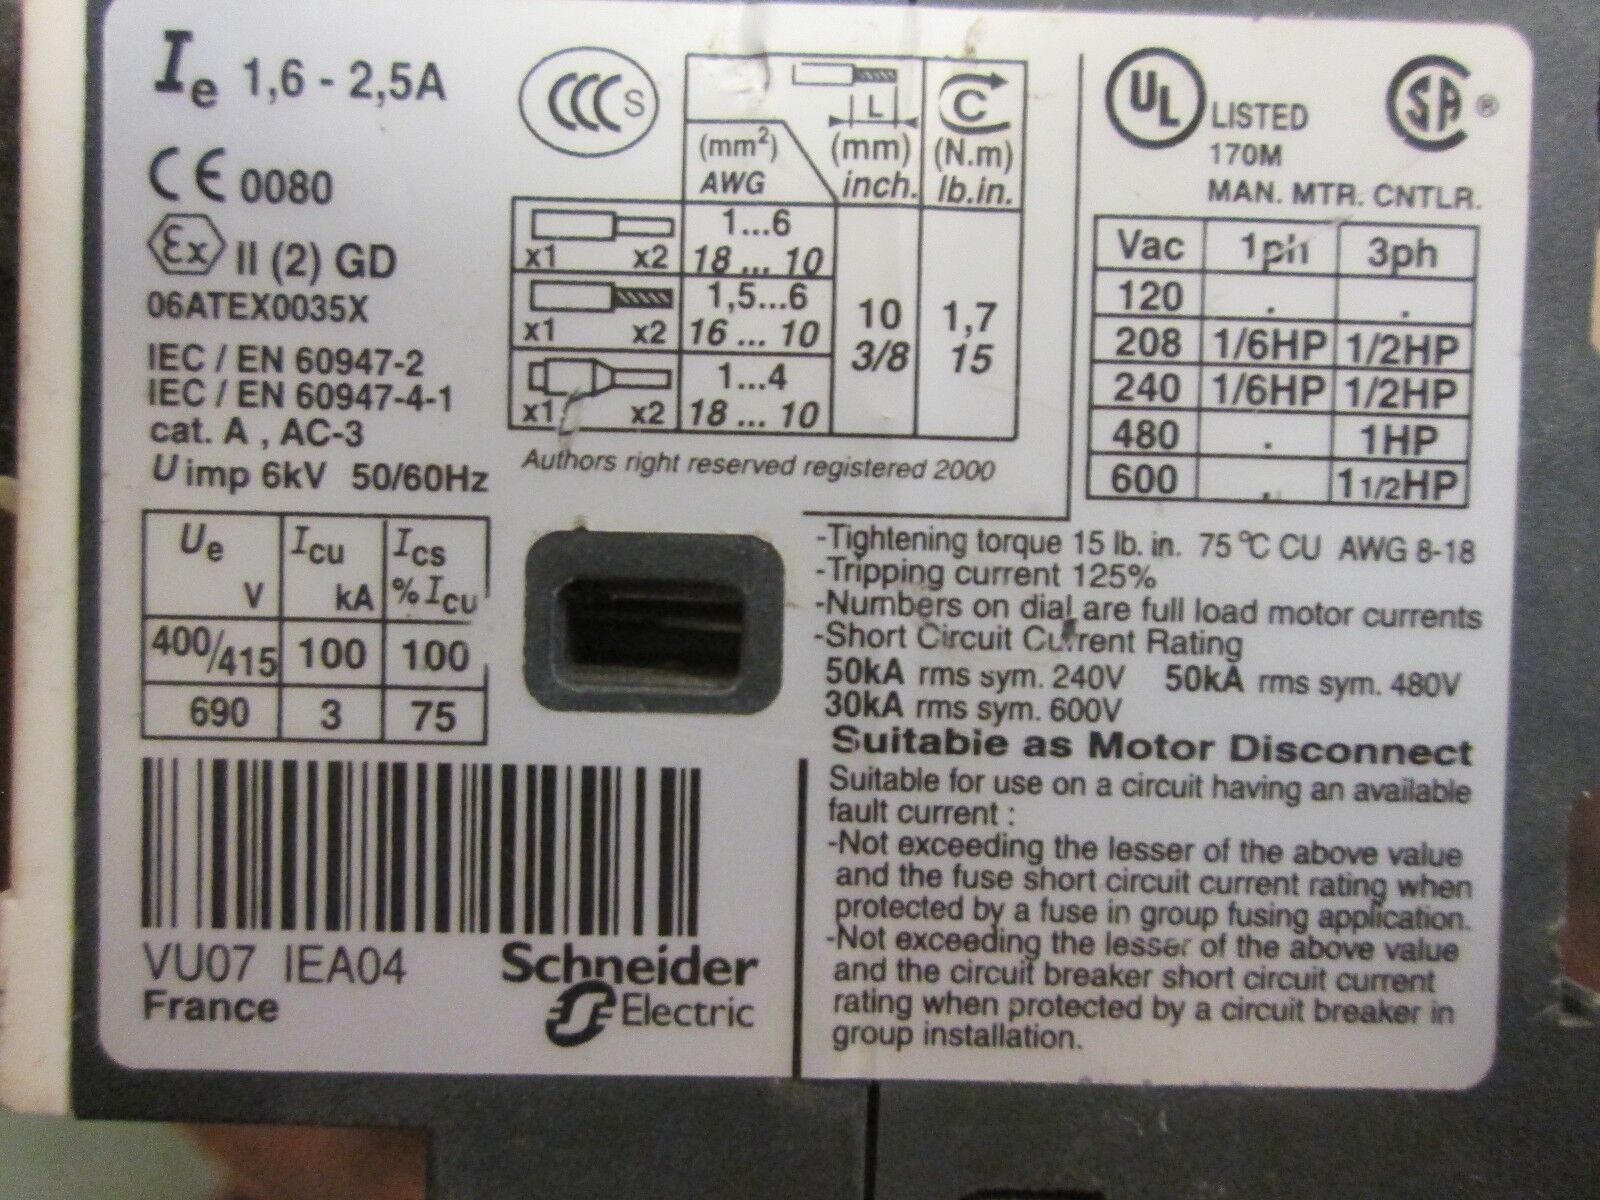 Ie 1,6 - 2,5A
CCC S
CE 0080
Ex II (2) GD
06ATEX0035X
IEC / EN 60947-2
IEC / EN 60947-4-1
cat. A , AC-3
U imp 6kV 50/60Hz
L C
(mm²) (mm) (N.m)
AWG inch. lb.in.
x1 x2 1...6
18 ... 10
x1 x2 1,5...6
16 ... 10
x1 x2 1...4
18 ... 10
10 1,7
3/8 15
Authors right reserved registered 2000
UL LISTED SA ®
170M
MAN. MTR. CNTLR.
Vac 1ph 3ph
120 . .
208 1/6HP 1/2HP
240 1/6HP 1/2HP
480 . 1HP
600 . 1 1/2HP
Ue Icu Ics
V kA % Icu
400/415 100 100
690 3 75
-Tightening torque 15 lb. in. 75 °C CU AWG 8-18
-Tripping current 125%
-Numbers on dial are full load motor currents
-Short Circuit Current Rating
50kA rms sym. 240V 50kA rms sym. 480V
30kA rms sym. 600V
Suitable as Motor Disconnect
Suitable for use on a circuit having an available
fault current :
-Not exceeding the lesser of the above value
and the fuse short circuit current rating when
protected by a fuse in group fusing application.
-Not exceeding the lesser of the above value
and the circuit breaker short circuit current
rating when protected by a circuit breaker in
group installation.
VU07 IEA04
France
Schneider
Electric